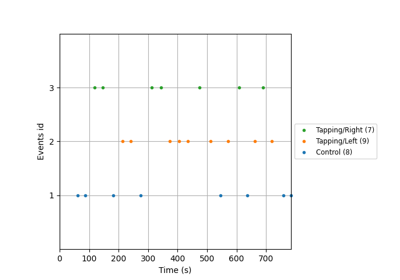 3
2
1
Events id
0 100 200 300 400 500 600 700
Time (s)
Tapping/Right (7)
Tapping/Left (9)
Control (8)